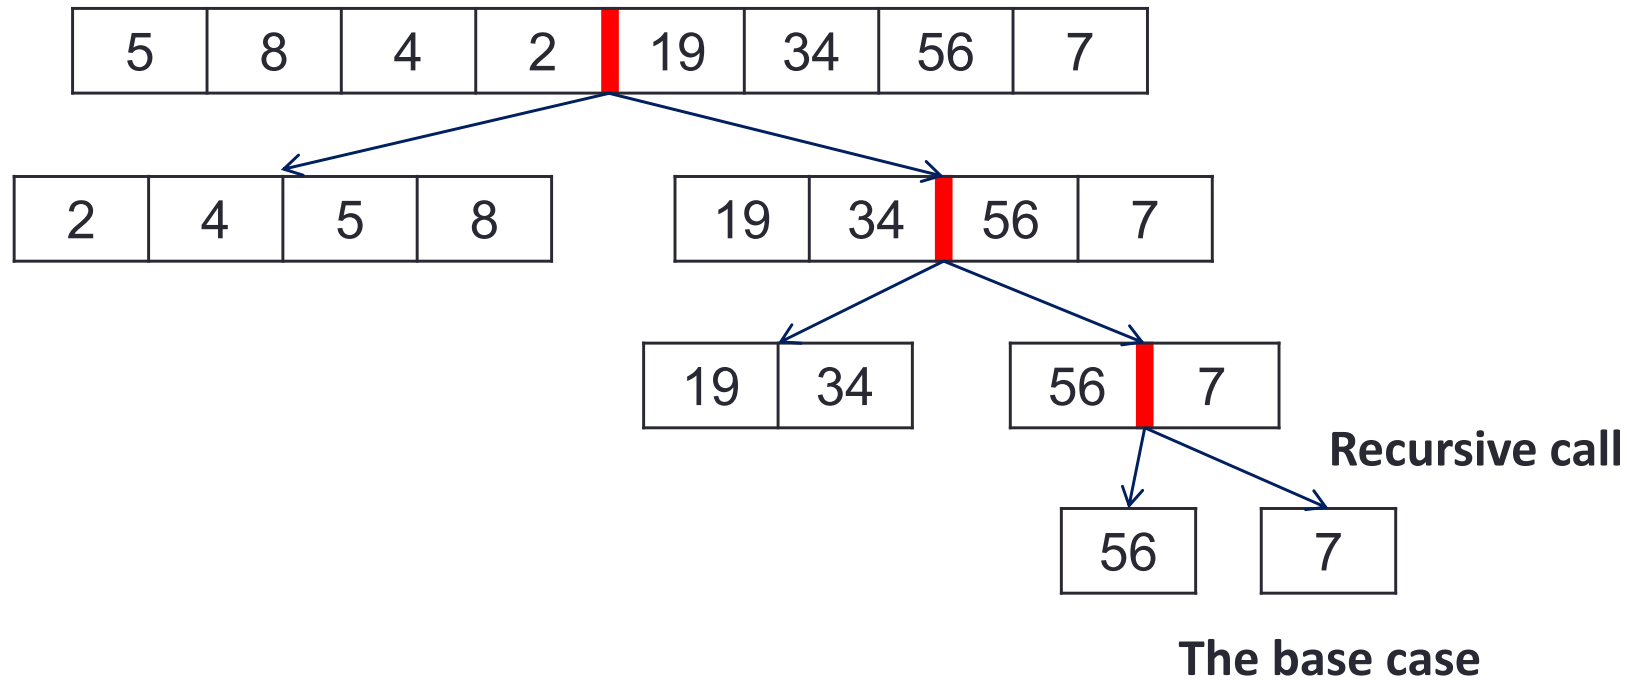 5 8 4 2 19 34 56 7
2 4 5 8 19 34 56 7
19 34 56 7
Recursive call
56 7
The base case